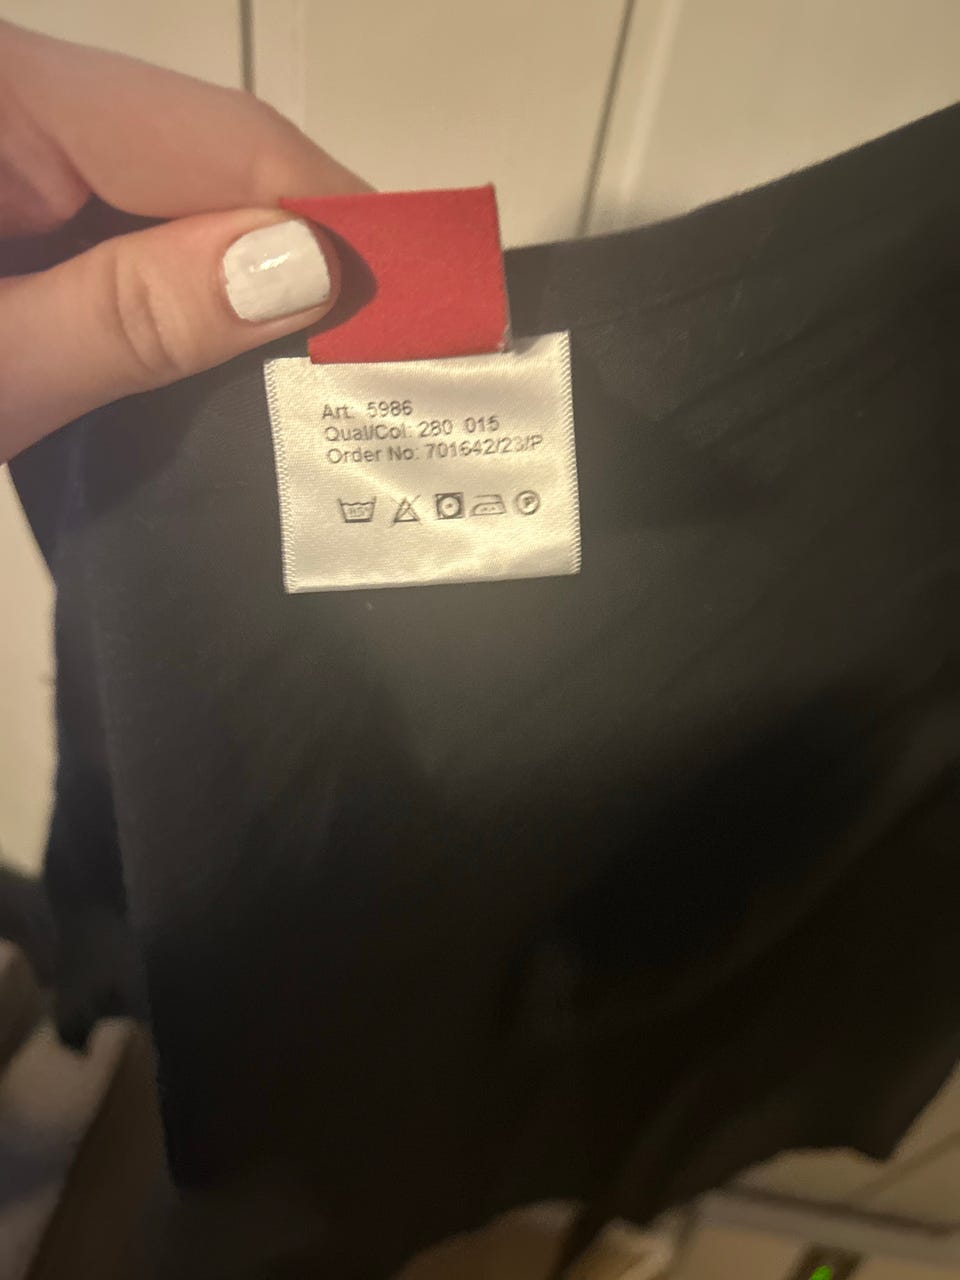 Art: 5986
Qual/Col: 280 015
Order No: 701642/23/P
P